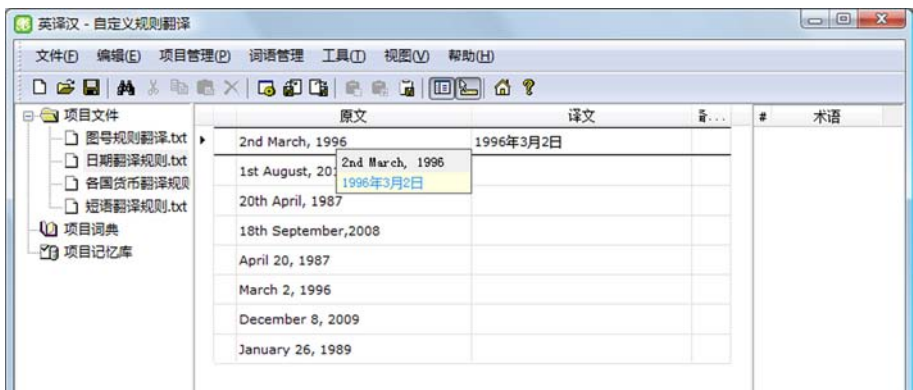 英译汉 - 自定义规则翻译
文件(F) 编辑(E) 项目管理(P) 词语管理 工具(T) 视图(V) 帮助(H)
项目文件
图号规则翻译.txt
日期翻译规则.txt
各国货币翻译规则
短语翻译规则.txt
项目词典
项目记忆库
原文 译文 备...
2nd March, 1996 1996年3月2日
2nd March, 1996
1996年3月2日
1st August, 20
20th April, 1987
18th September,2008
April 20, 1987
March 2, 1996
December 8, 2009
January 26, 1989
# 术语